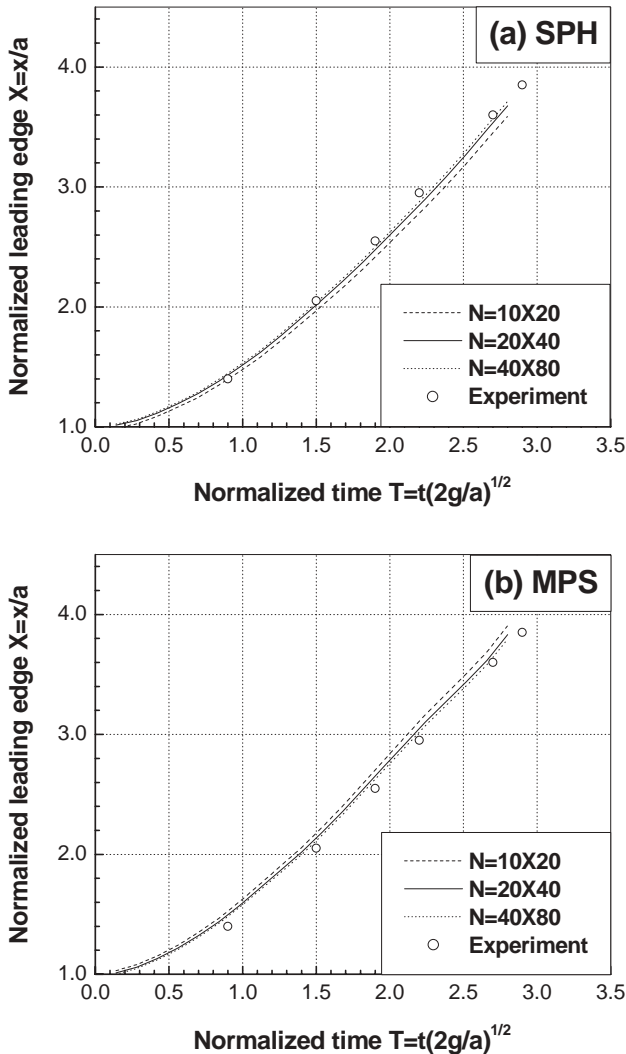 (a) SPH
4.0
3.0
2.0
1.0
Normalized leading edge X=x/a
N=10X20
N=20X40
N=40X80
Experiment
0.0 0.5 1.0 1.5 2.0 2.5 3.0 3.5
Normalized time T=t(2g/a)^1/2
(b) MPS
4.0
3.0
2.0
1.0
Normalized leading edge X=x/a
N=10X20
N=20X40
N=40X80
Experiment
0.0 0.5 1.0 1.5 2.0 2.5 3.0 3.5
Normalized time T=t(2g/a)^1/2